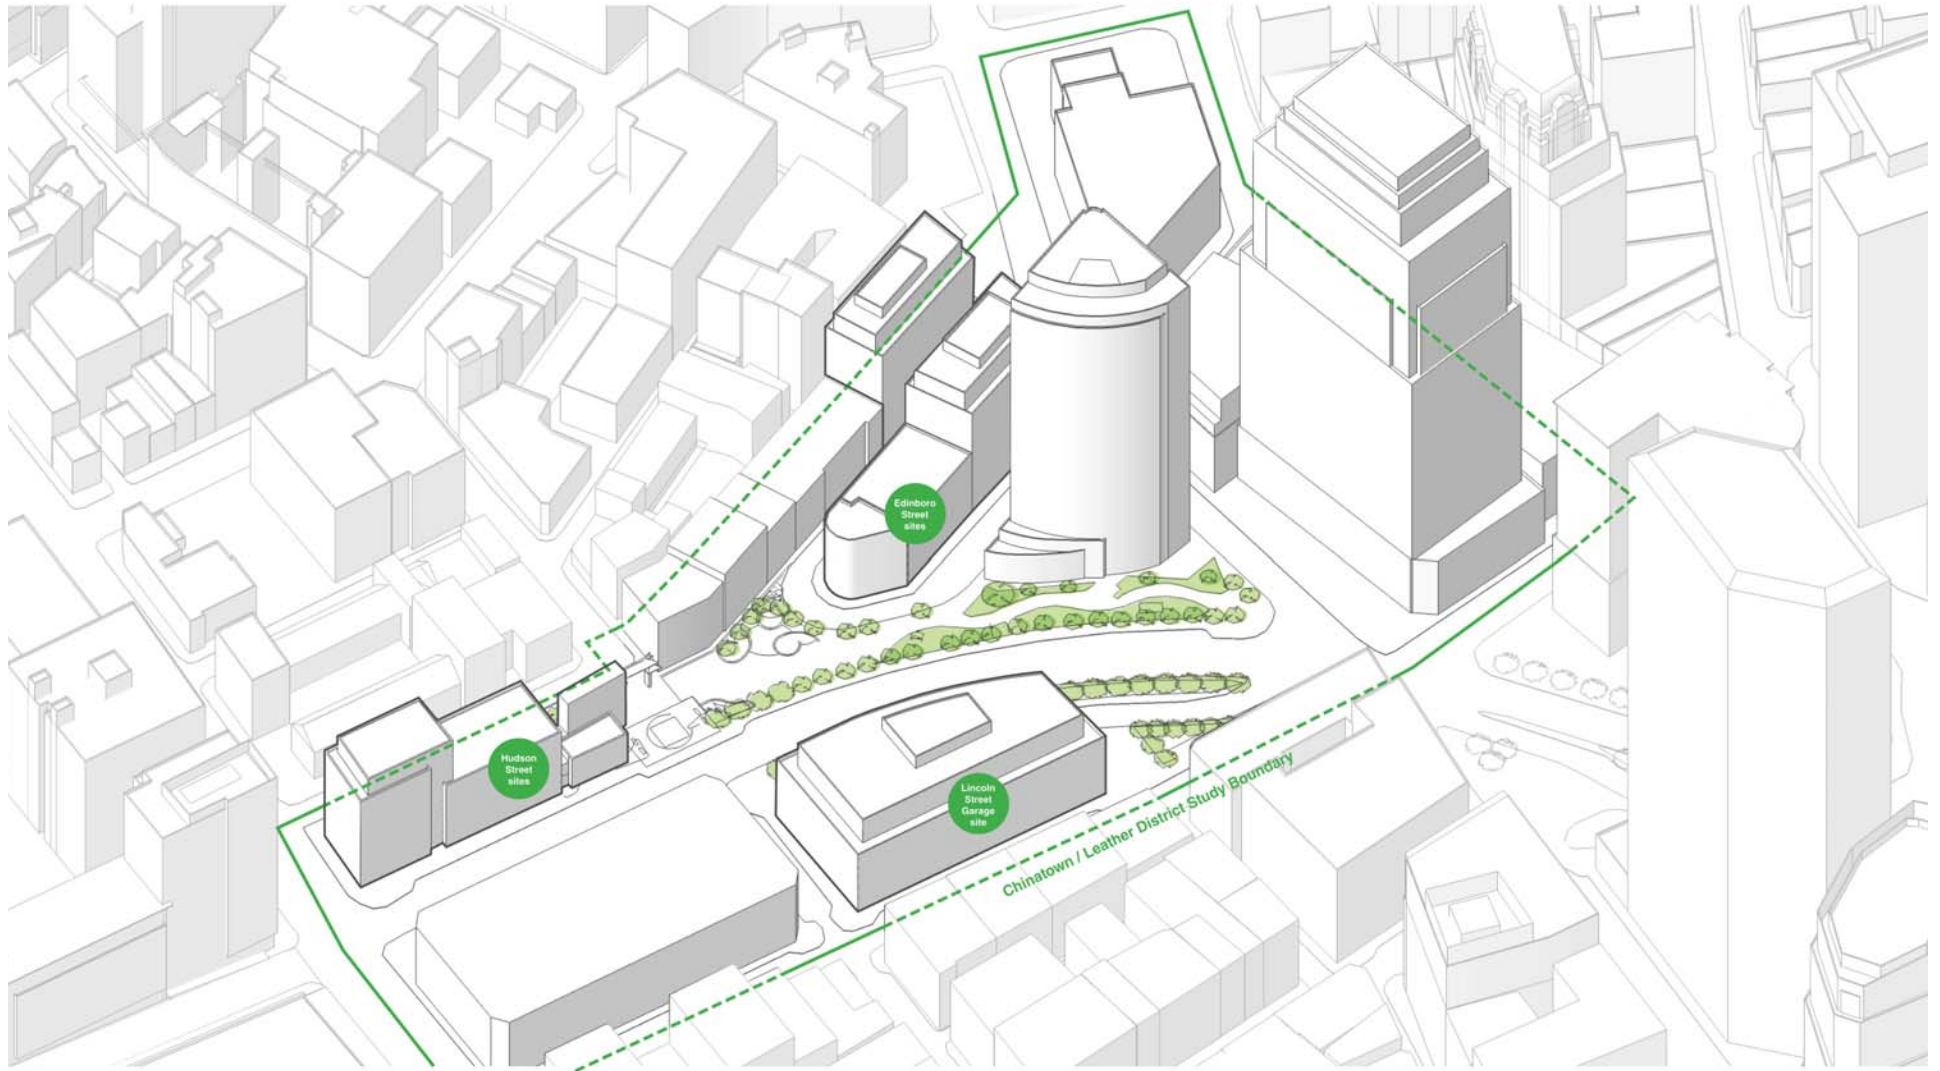 Edinboro
Street
sites
Hudson
Street
sites
Lincoln
Street
Garage
site
Chinatown / Leather District Study Boundary